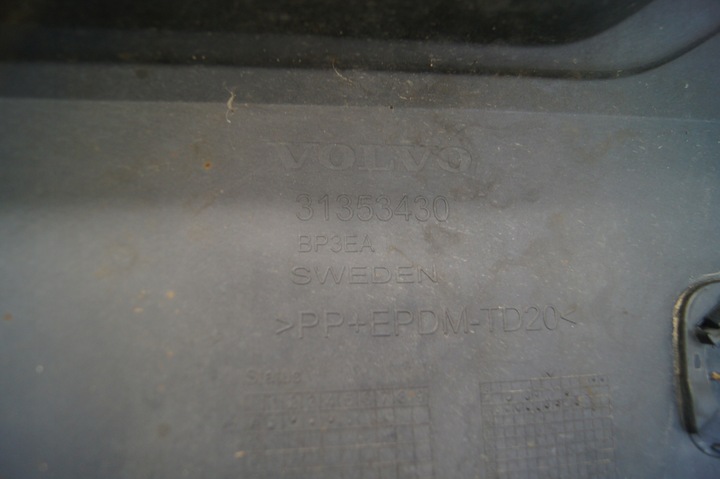 VOLVO
31353430
BP3EA
SWEDEN
>PP+EPDM-TD20<